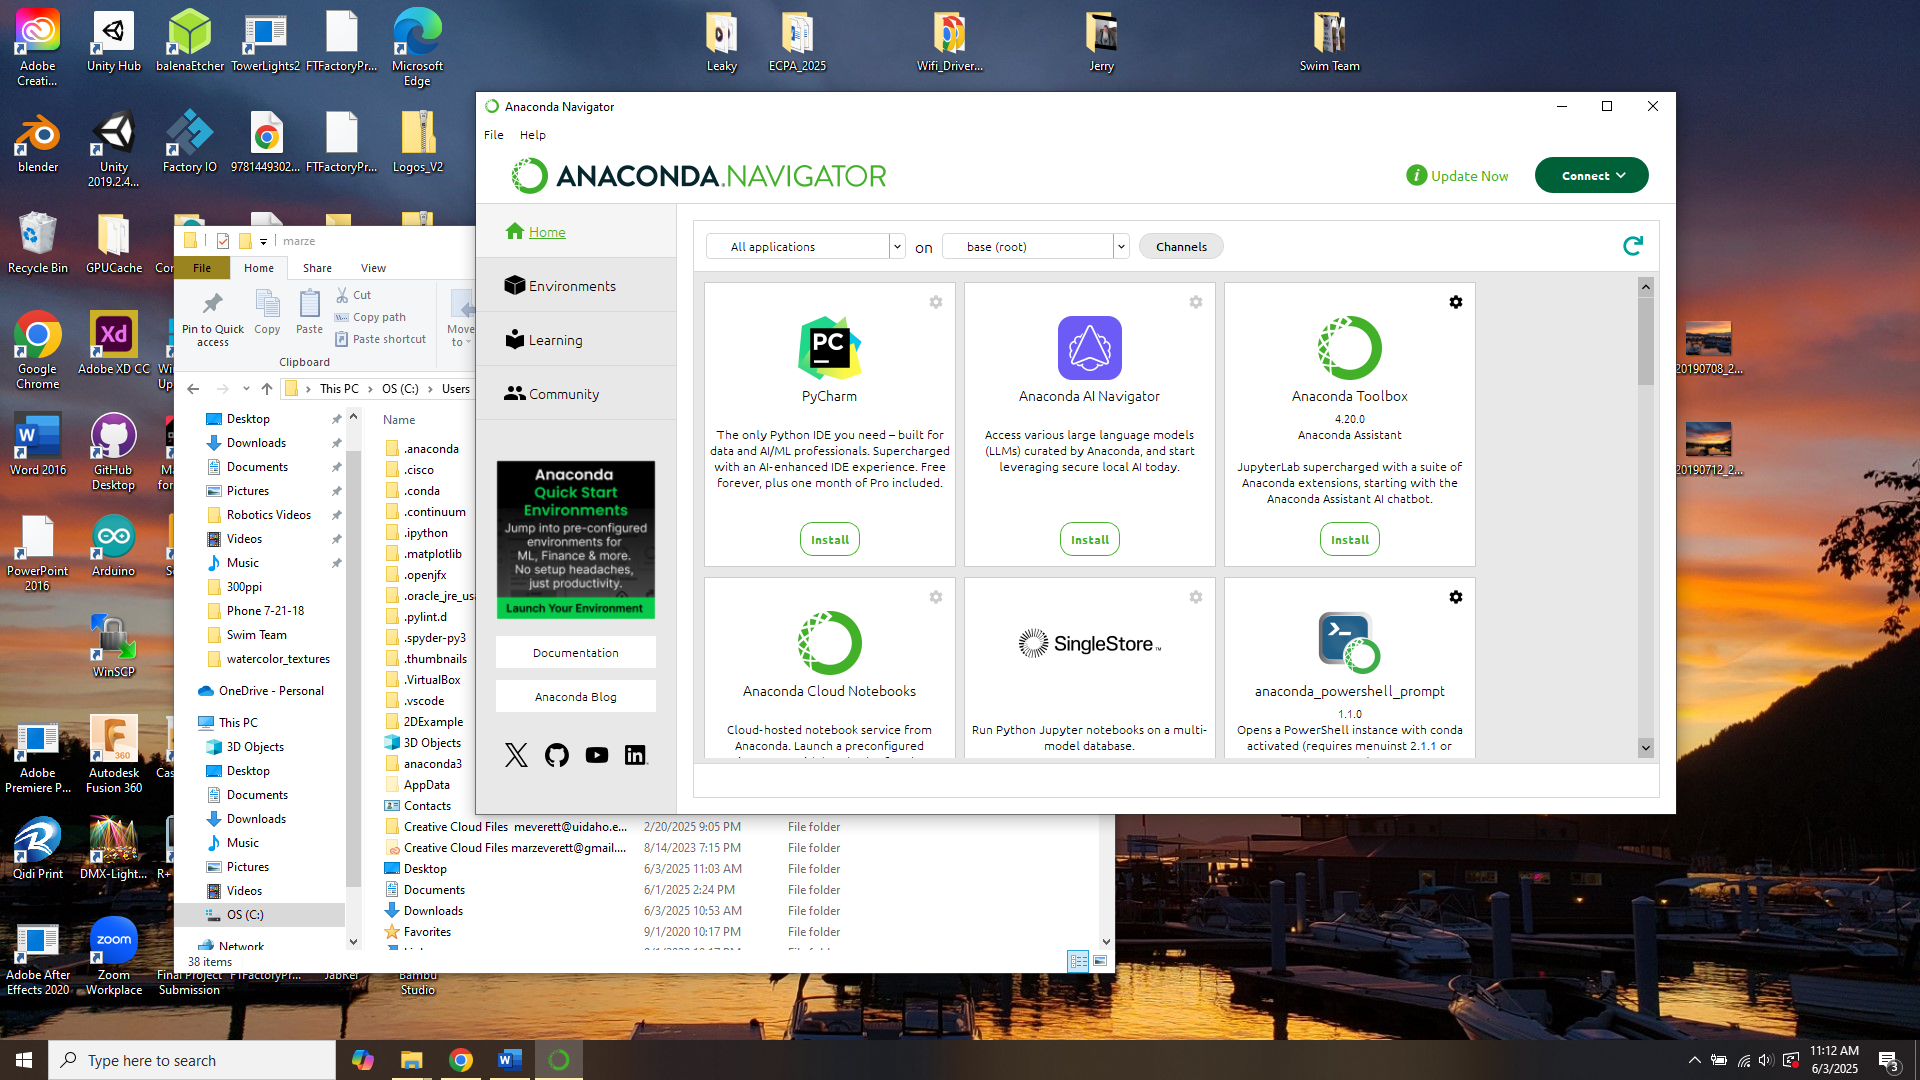 Adobe Creati...
Unity Hub
balenaEtcher
TowerLights2
FTFactoryPr...
Microsoft Edge
Leaky
ECPA_2025
Wifi_Driver...
Jerry
Swim Team
blender
Unity 2019.2.4...
Factory IO
9781449302...
FTFactoryPr...
Logos_V2
Recycle Bin
GPUCache
Google Chrome
Adobe XD CC
Word 2016
GitHub Desktop
PowerPoint 2016
Arduino
WinSCP
Adobe Premiere P...
Autodesk Fusion 360
Qidi Print
DMX-Light...
Adobe After Effects 2020
Zoom Workplace
Final Project Submission
FTFactoryPr...
Bambu Studio
20190708_2...
20190712_2...
marze
File
Home
Share
View
Pin to Quick access
Copy
Paste
Cut
Copy path
Paste shortcut
Move to
Clipboard
This PC
OS (C:)
Users
Desktop
Downloads
Documents
Pictures
Robotics Videos
Videos
Music
300ppi
Phone 7-21-18
Swim Team
watercolor_textures
OneDrive - Personal
This PC
3D Objects
Desktop
Documents
Downloads
Music
Pictures
Videos
OS (C:)
Network
38 items
Name
.anaconda
.cisco
.conda
.continuum
.ipython
.matplotlib
.openjfx
.oracle_jre_usa
.pylint.d
.spyder-py3
.thumbnails
.VirtualBox
.vscode
2DExample
3D Objects
anaconda3
AppData
Contacts
Creative Cloud Files meverett@uidaho.e... 2/20/2025 9:05 PM File folder
Creative Cloud Files marzeverett@gmail.... 8/14/2023 7:15 PM File folder
Desktop 6/3/2025 11:03 AM File folder
Documents 6/1/2025 2:24 PM File folder
Downloads 6/3/2025 10:53 AM File folder
Favorites 9/1/2020 10:17 PM File folder
Anaconda Navigator
File
Help
ANACONDA.NAVIGATOR
Update Now
Connect
Home
Environments
Learning
Community
Anaconda
Quick Start
Environments
Jump into pre-configured
environments for
ML, Finance & more.
No setup headaches,
just productivity.
Launch Your Environment
Documentation
Anaconda Blog
All applications
on
base (root)
Channels
PyCharm
The only Python IDE you need – built for
data and AI/ML professionals. Supercharged
with an AI-enhanced IDE experience. Free
forever, plus one month of Pro included.
Install
Anaconda AI Navigator
Access various large language models
(LLMs) curated by Anaconda, and start
leveraging secure local AI today.
Install
Anaconda Toolbox
4.20.0
Anaconda Assistant
JupyterLab supercharged with a suite of
Anaconda extensions, starting with the
Anaconda Assistant AI chatbot.
Install
Anaconda Cloud Notebooks
Cloud-hosted notebook service from
Anaconda. Launch a preconfigured
SingleStore™
Run Python Jupyter notebooks on a multi-
model database.
anaconda_powershell_prompt
1.1.0
Opens a PowerShell instance with conda
activated (requires menuinst 2.1.1 or
Type here to search
11:12 AM
6/3/2025
3